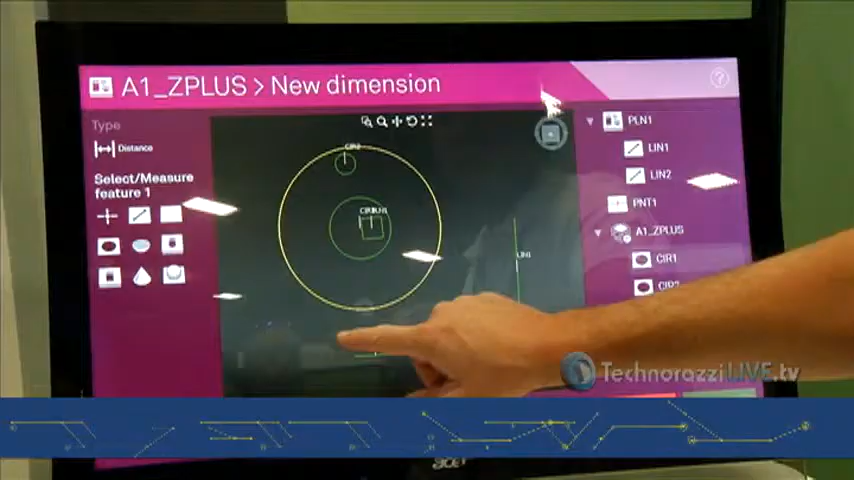 A1_ZPLUS > New dimension
?
Type
Distance
Select/Measure
feature 1
CIR2
LIN1
PLN1
LIN1
LIN2
PNT1
A1_ZPLUS
CIR1
CIR2
TechnorazziLIVE.tv
acer